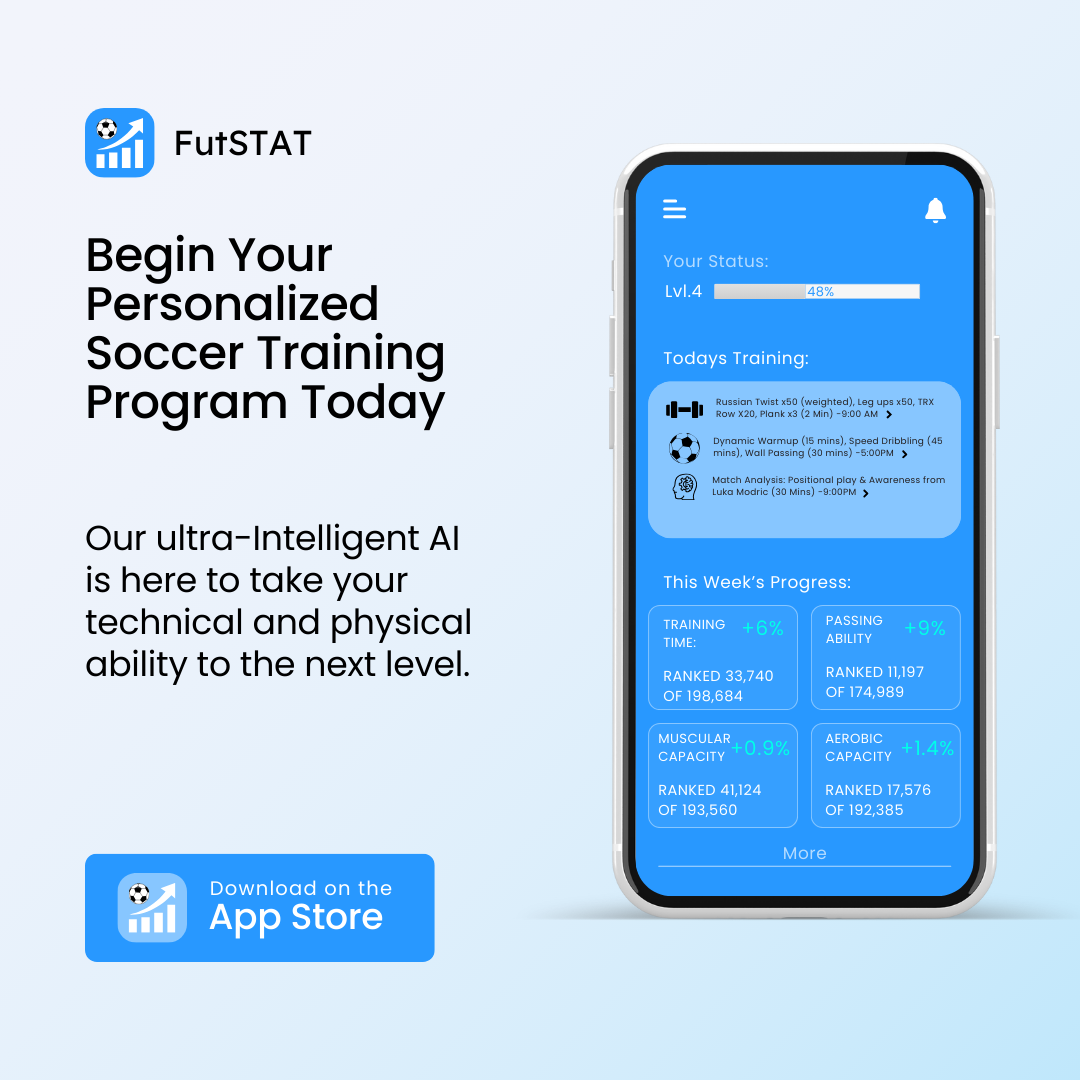 FutSTAT
Begin Your
Personalized
Soccer Training
Program Today
Our ultra-Intelligent AI
is here to take your
technical and physical
ability to the next level.
Download on the
App Store
Your Status:
Lvl.4
48%
Todays Training:
Russian Twist x50 (weighted), Leg ups x50, TRX
Row X20, Plank x3 (2 Min) -9:00 AM
Dynamic Warmup (15 mins), Speed Dribbling (45
mins), Wall Passing (30 mins) -5:00PM
Match Analysis: Positional play & Awareness from
Luka Modric (30 Mins) -9:00PM
This Week's Progress:
TRAINING
TIME:
+6%
RANKED 33,740
OF 198,684
PASSING
ABILITY
+9%
RANKED 11,197
OF 174,989
MUSCULAR
CAPACITY
+0.9%
RANKED 41,124
OF 193,560
AEROBIC
CAPACITY
+1.4%
RANKED 17,576
OF 192,385
More